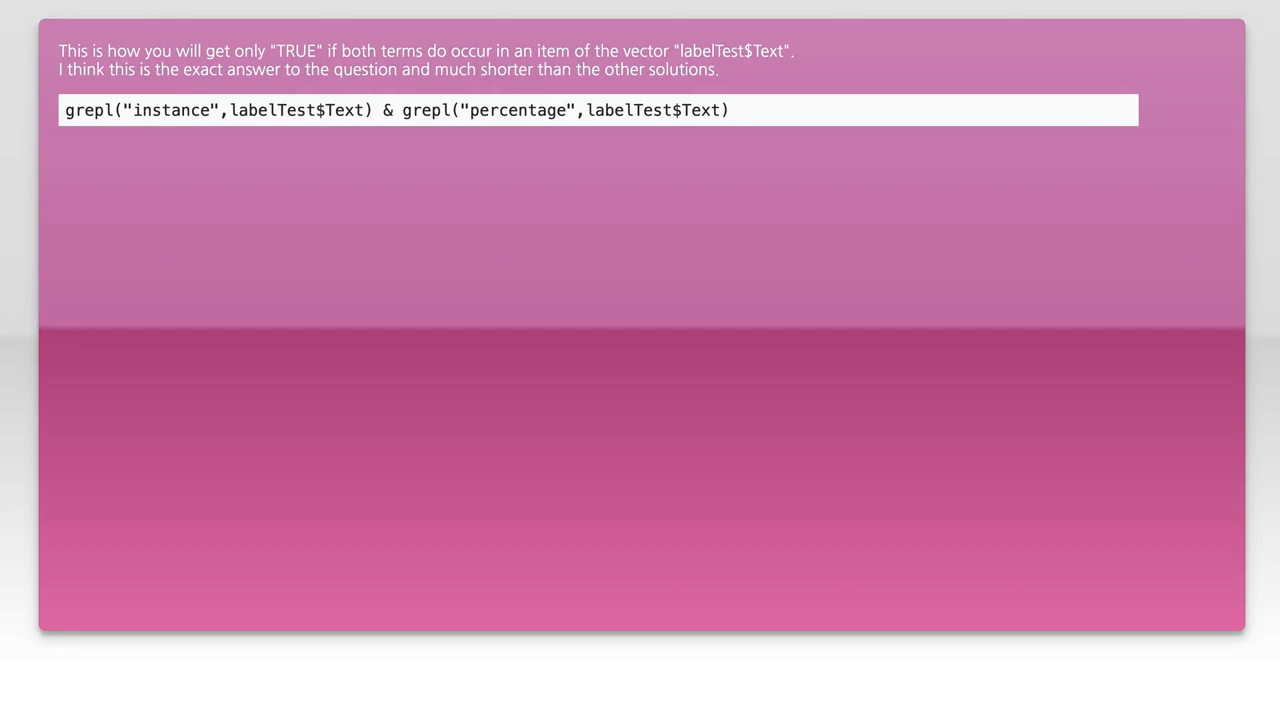 This is how you will get only "TRUE" if both terms do occur in an item of the vector "labelTest$Text".
I think this is the exact answer to the question and much shorter than the other solutions.
grepl("instance",labelTest$Text) & grepl("percentage",labelTest$Text)